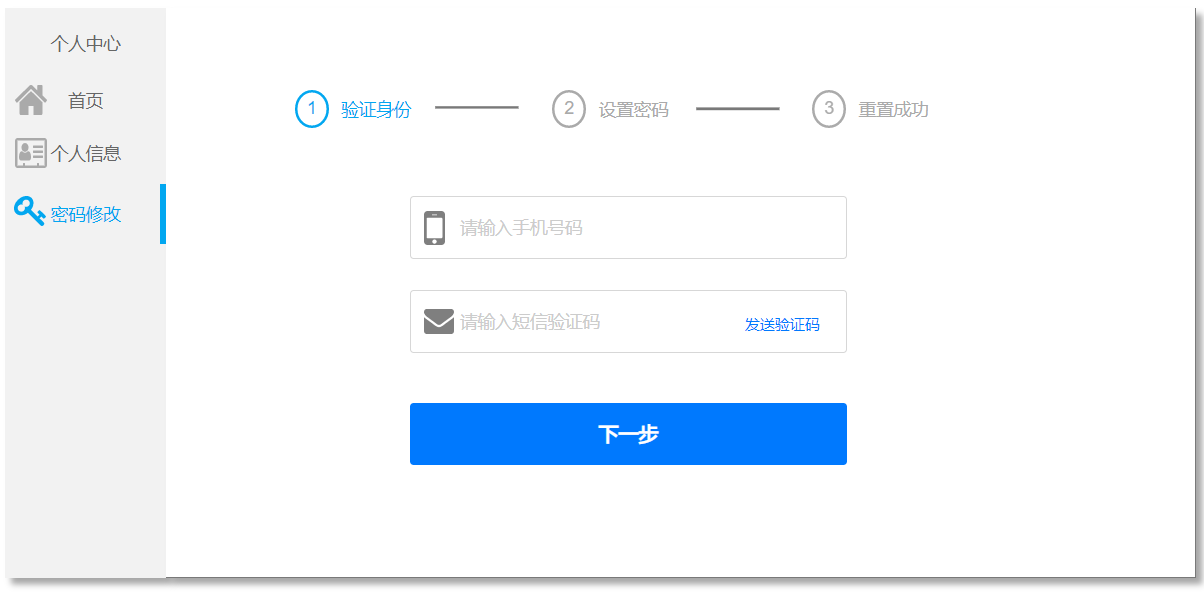 个人中心
首页
个人信息
密码修改
1 验证身份 2 设置密码 3 重置成功
请输入手机号码
请输入短信验证码 发送验证码
下一步